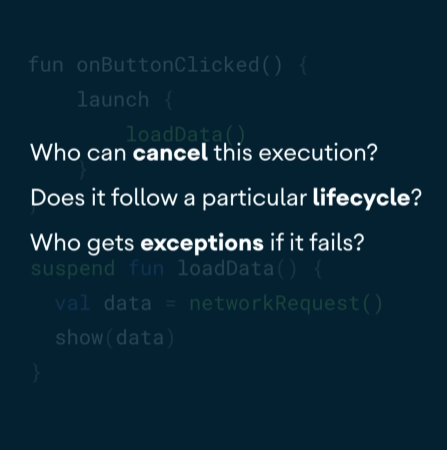 fun onButtonClicked() {
launch {
loadData()
Who can cancel this execution?
}
Does it follow a particular lifecycle?
}
Who gets exceptions if it fails?
suspend fun loadData() {
val data = networkRequest()
show(data)
}